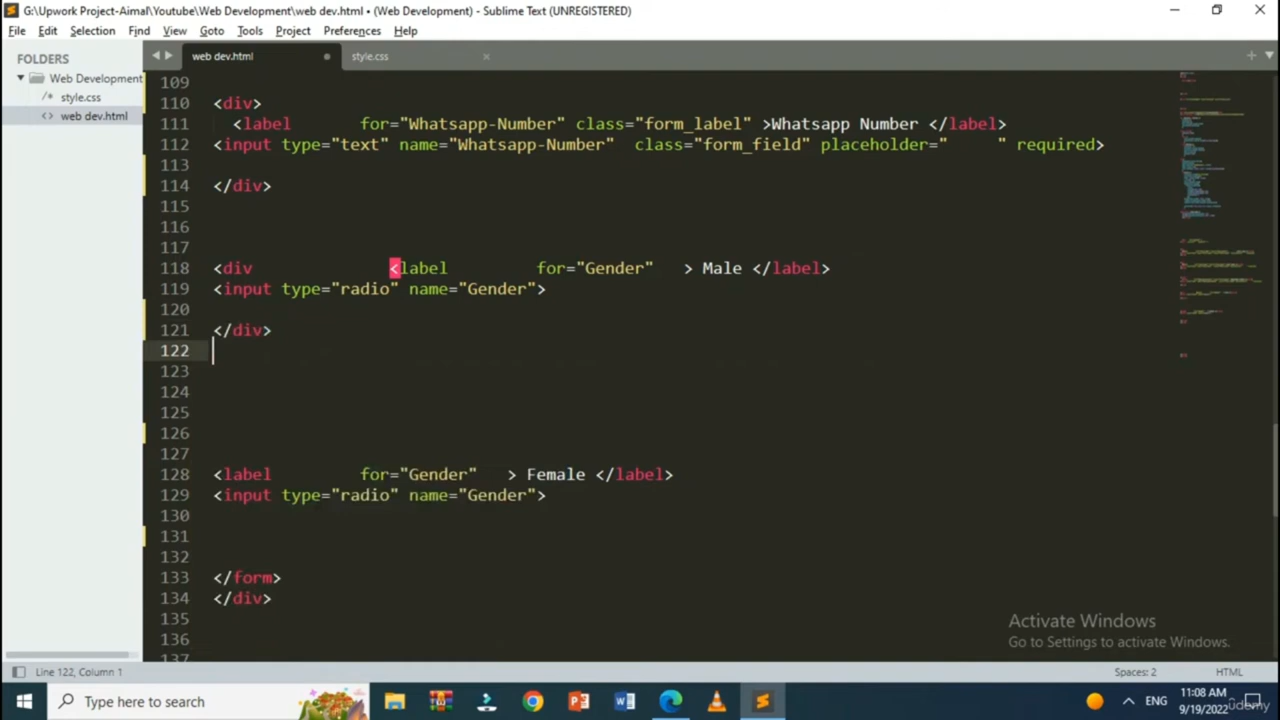 G:\Upwork Project-Aimal\Youtube\Web Development\web dev.html • (Web Development) - Sublime Text (UNREGISTERED)
File Edit Selection Find View Goto Tools Project Preferences Help
FOLDERS
Web Development
style.css
web dev.html
web dev.html
style.css
109
110 <div>
111 <label for="Whatsapp-Number" class="form_label" >Whatsapp Number </label>
112 <input type="text" name="Whatsapp-Number" class="form_field" placeholder=" " required>
113
114 </div>
115
116
117
118 <div <label for="Gender" > Male </label>
119 <input type="radio" name="Gender">
120
121 </div>
122
123
124
125
126
127
128 <label for="Gender" > Female </label>
129 <input type="radio" name="Gender">
130
131
132
133 </form>
134 </div>
135
136
137
Activate Windows
Go to Settings to activate Windows.
Line 122, Column 1
Spaces: 2
HTML
Type here to search
ENG
11:08 AM
9/19/2022
udemy